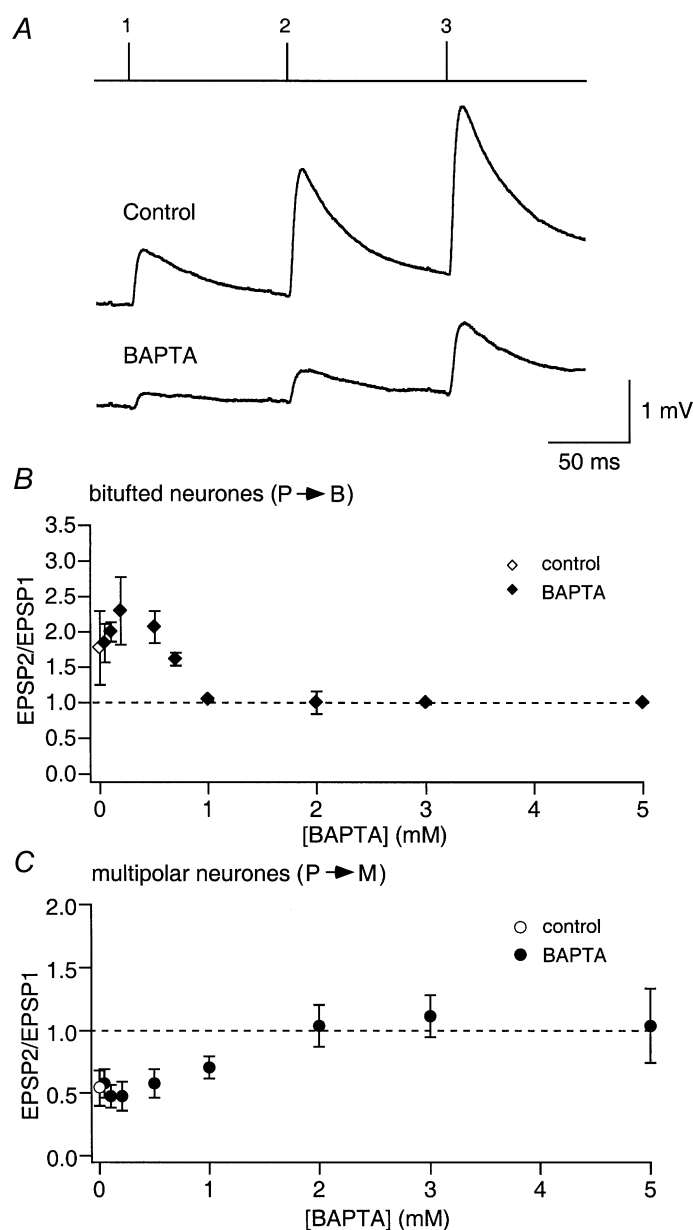 A
1 2 3
Control
BAPTA
1 mV
50 ms
B
bitufted neurones (P → B)
3.5
3.0
2.5
2.0
1.5
1.0
0.5
0.0
EPSP2/EPSP1
control
BAPTA
0 1 2 3 4 5
[BAPTA] (mM)
C
multipolar neurones (P → M)
2.0
1.5
1.0
0.5
0.0
EPSP2/EPSP1
control
BAPTA
0 1 2 3 4 5
[BAPTA] (mM)